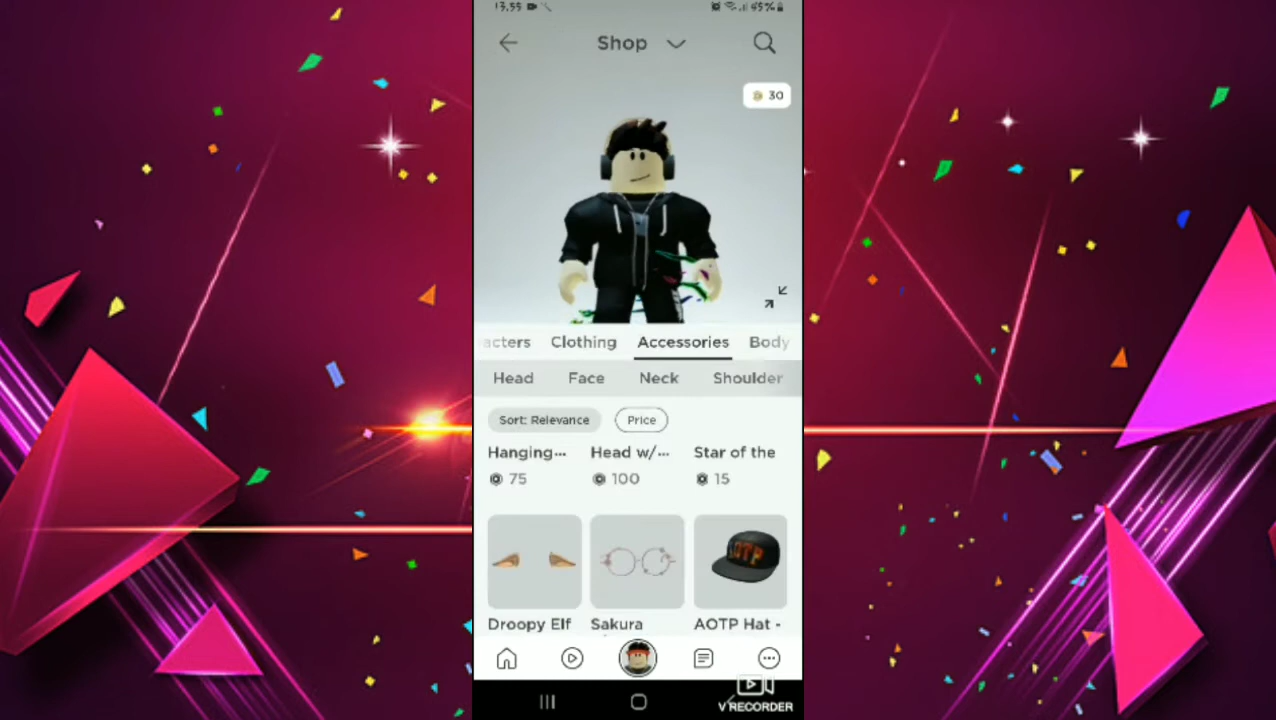 13.55 45%
Shop
30
acters Clothing Accessories Body
Head Face Neck Shoulder
Sort: Relevance Price
Hanging... Head w/... Star of the
75 100 15
AOTP
Droopy Elf Sakura AOTP Hat -
V RECORDER